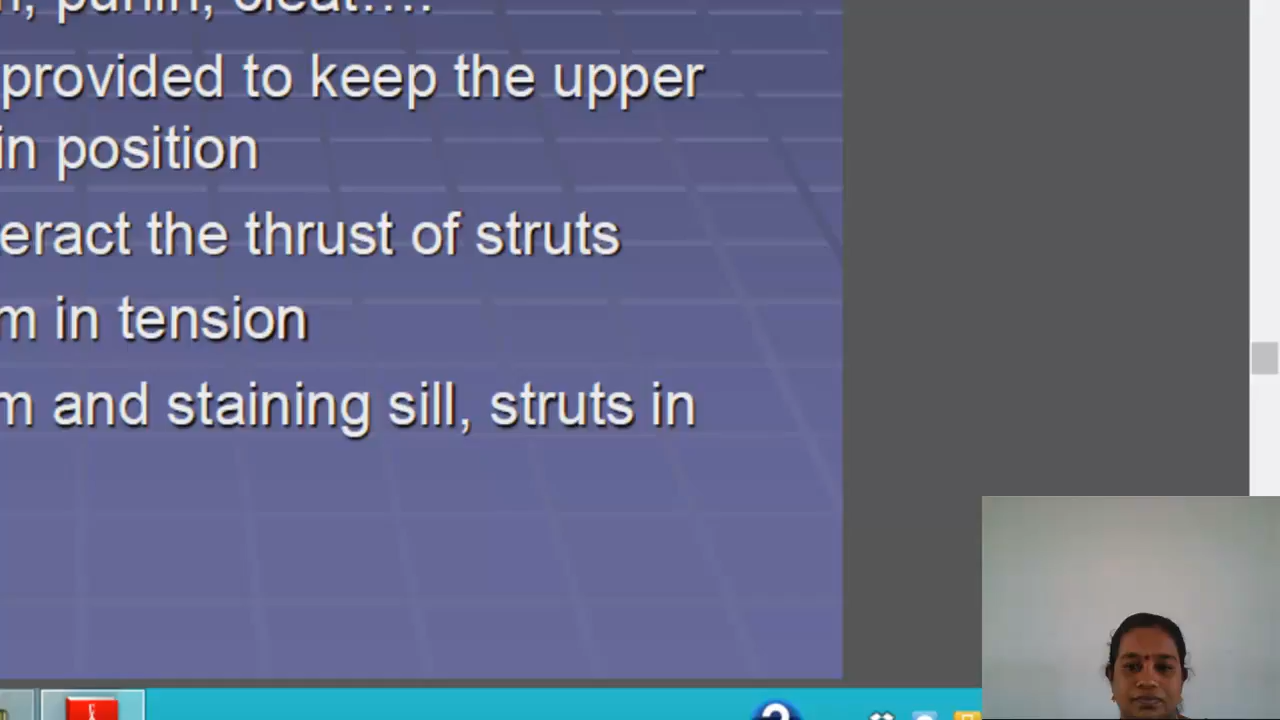 purlin, cleat....
provided to keep the upper
in position
eract the thrust of struts
m in tension
m and staining sill, struts in